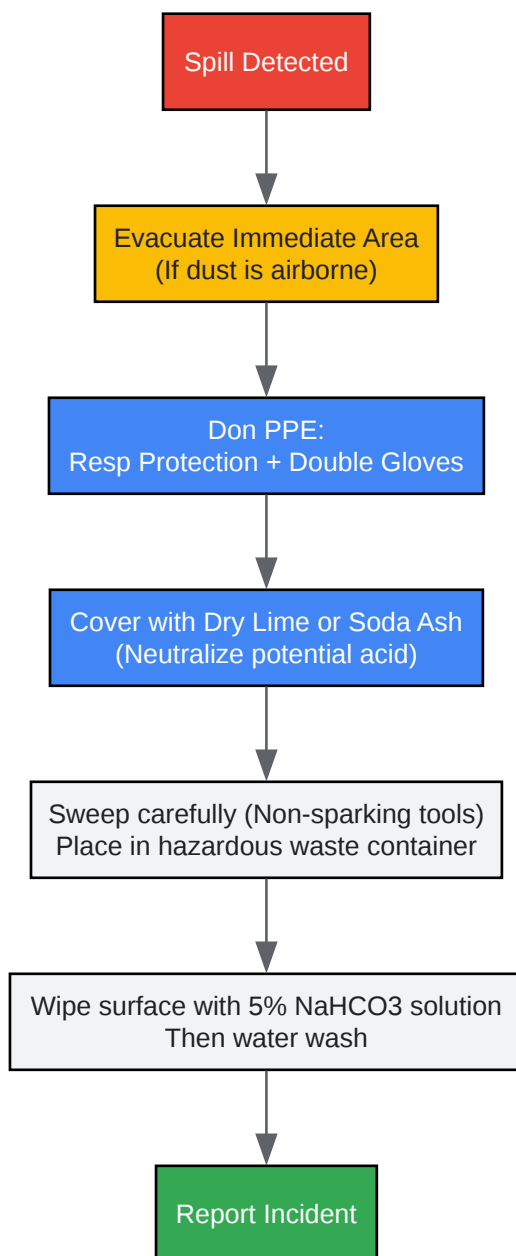 Spill Detected
Evacuate Immediate Area
(If dust is airborne)
Don PPE:
Resp Protection + Double Gloves
Cover with Dry Lime or Soda Ash
(Neutralize potential acid)
Sweep carefully (Non-sparking tools)
Place in hazardous waste container
Wipe surface with 5% NaHCO3 solution
Then water wash
Report Incident